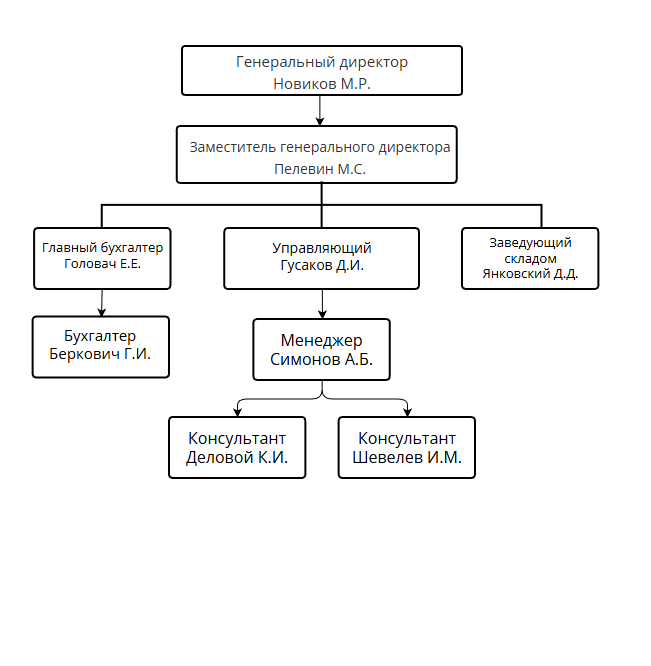 Генеральный директор
Новиков М.Р.
Заместитель генерального директора
Пелевин М.С.
Главный бухгалтер
Головач Е.Е.
Управляющий
Гусаков Д.И.
Заведующий
складом
Янковский Д.Д.
Бухгалтер
Беркович Г.И.
Менеджер
Симонов А.Б.
Консультант
Деловой К.И.
Консультант
Шевелев И.М.